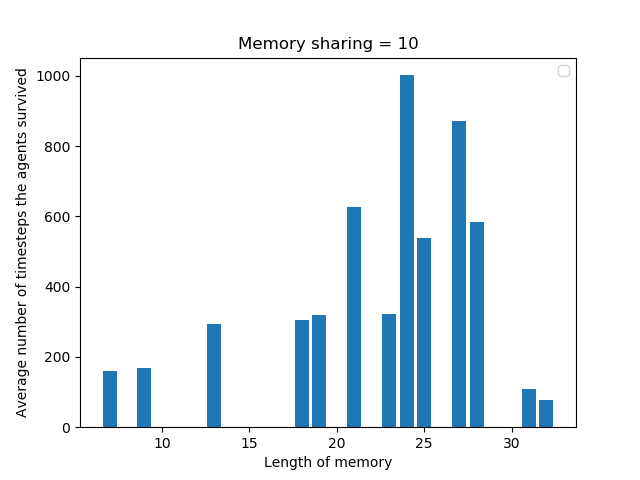 Memory sharing = 10
Average number of timesteps the agents survived
1000
800
600
400
200
0
10 15 20 25 30
Length of memory